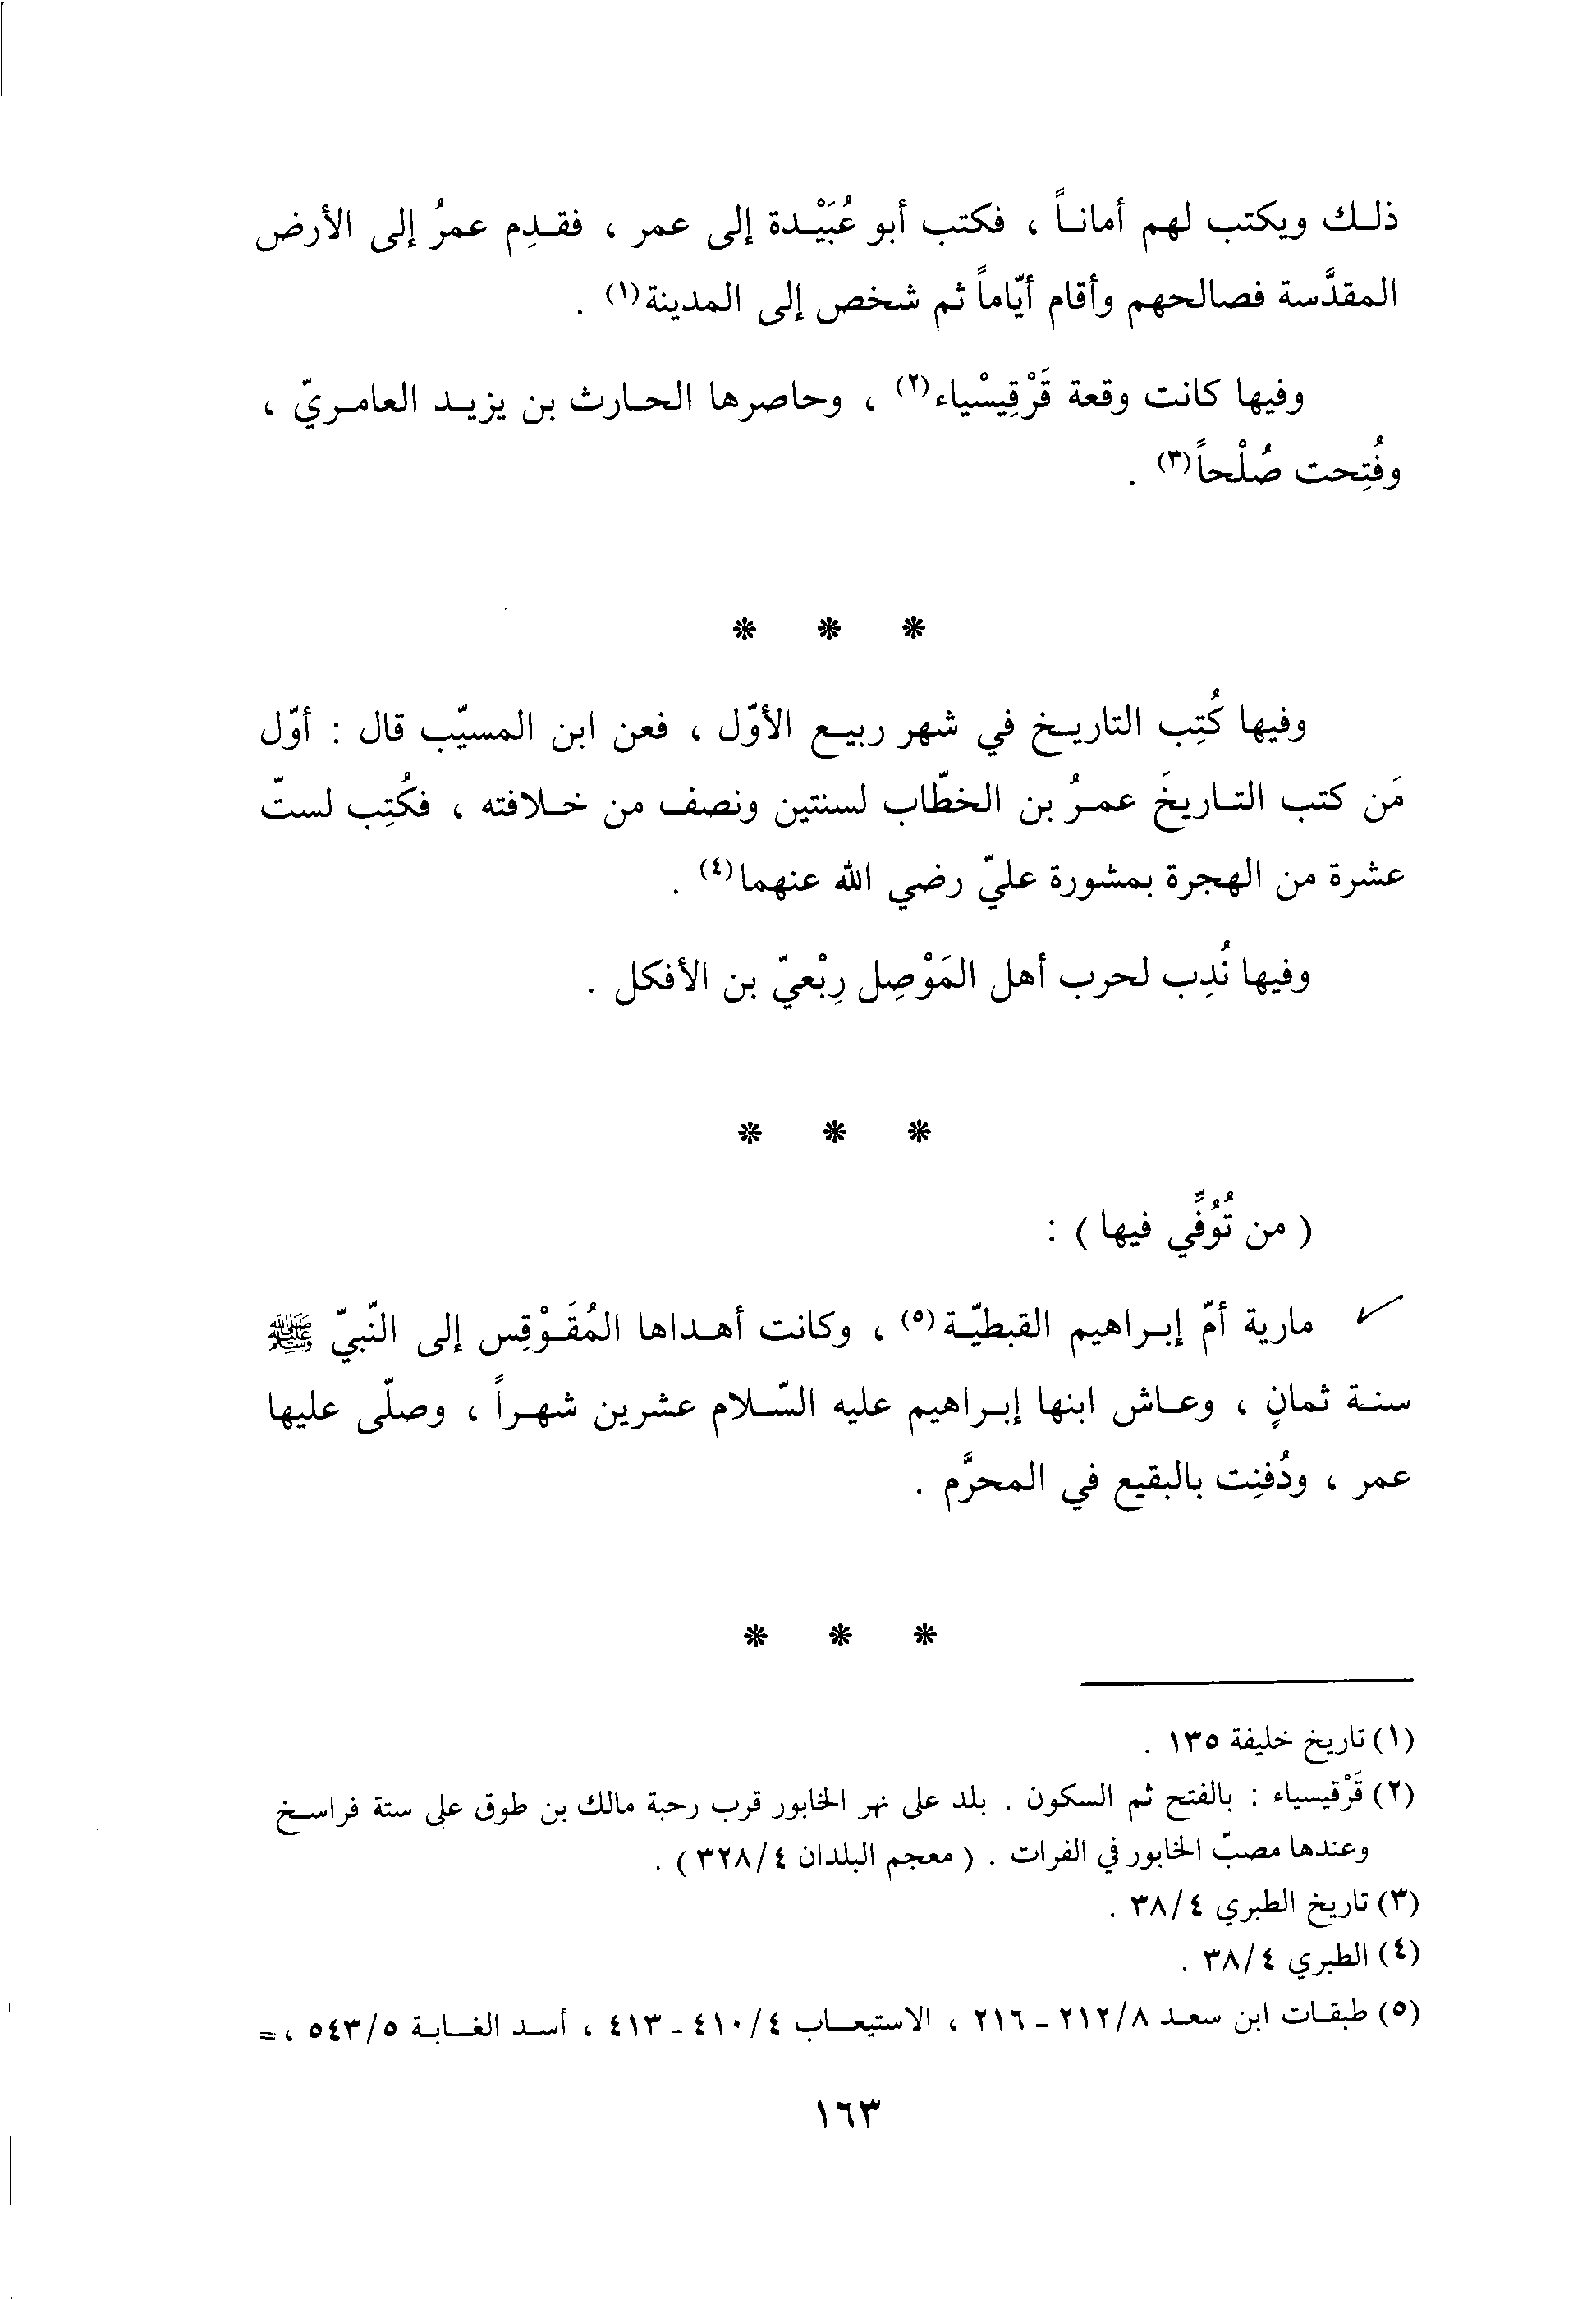 ذلك ويكتب لهم أماناً ، فكتب أبو عُبَيْدة إلى عمر ، فقدِم عمرُ إلى الأرض
المقدَّسة فصالحهم وأقام أيّاماً ثم شخص إلى المدينة(١) .
وفيها كانت وقعة قَرْقِيسْياء(٢) ، وحاصرها الحارث بن يزيد العامريّ ،
وفُتِحت صُلْحاً(٣) .
* * *
وفيها كُتِب التاريخ في شهر ربيع الأوّل ، فعن ابن المسيّب قال : أوّل
مَن كتب التاريخَ عمرُ بن الخطّاب لسنتين ونصف من خلافته ، فكُتِب لستّ
عشرة من الهجرة بمشورة عليّ رضي الله عنهما(٤) .
وفيها نُدِب لحرب أهل المَوْصِل رِبْعيّ بن الأفكل .
* * *
( من تُوُفِّي فيها ) :
✓ مارية أمّ إبراهيم القبطيّة(٥) ، وكانت أهداها المُقَوْقِس إلى النّبيّ ﷺ
سنة ثمانٍ ، وعاش ابنها إبراهيم عليه السّلام عشرين شهراً ، وصلّى عليها
عمر ، ودُفنِت بالبقيع في المحرَّم .
* * *
(١) تاريخ خليفة ١٣٥ .
(٢) قَرْقيسياء : بالفتح ثم السكون . بلد على نهر الخابور قرب رحبة مالك بن طوق على ستة فراسخ
وعندها مصبّ الخابور في الفرات . ( معجم البلدان ٣٢٨/٤ ) .
(٣) تاريخ الطبري ٣٨/٤ .
(٤) الطبري ٣٨/٤ .
(٥) طبقات ابن سعد ٢١٢/٨ - ٢١٦ ، الاستيعاب ٤١٠/٤ - ٤١٣ ، أسد الغابة ٥٤٣/٥ ، =
١٦٣